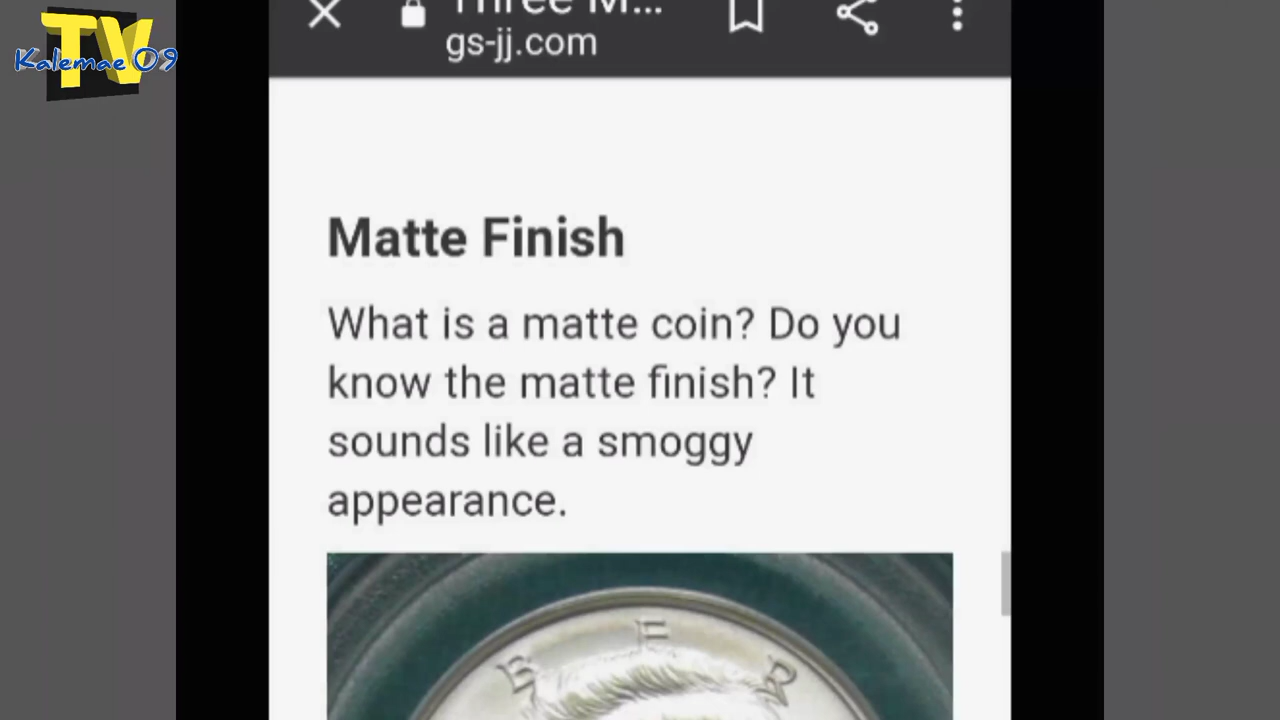 TV
Kalemae 09
Three M...
gs-jj.com
Matte Finish
What is a matte coin? Do you
know the matte finish? It
sounds like a smoggy
appearance.
B E R